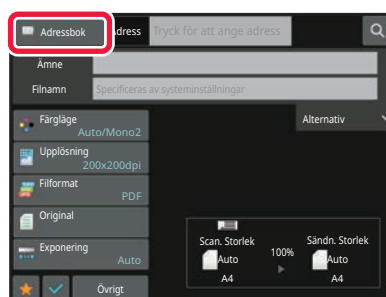 Adressbok Adress Tryck för att ange adress
Ämne
Filnamn Specificeras av systeminställningar
Färgläge
Auto/Mono2
Alternativ
Upplösning
200x200dpi
Filformat
PDF
Original
Exponering
Auto
Övrigt
Scan. Storlek 100% Sändn. Storlek
Auto Auto
A4 A4